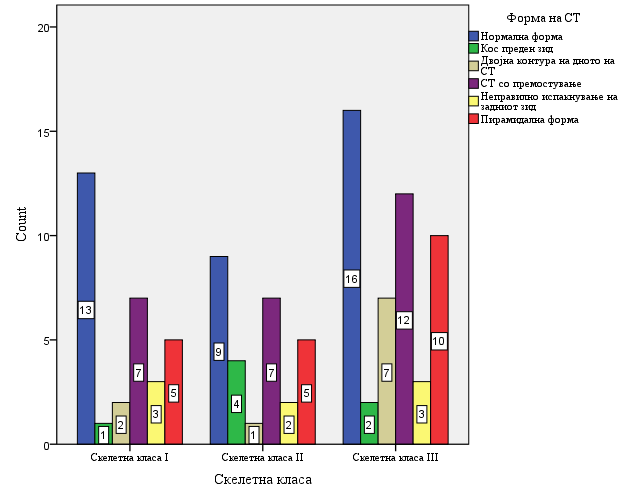 Форма на СТ
Нормална форма
Кос преден зид
Двојна контура на дното на
СТ
СТ со премостување
Неправилно испакнување на
задниот зид
Пирамидална форма
Count
20
15
10
5
0
13
1
2
7
3
5
9
4
1
7
2
5
16
2
7
12
3
10
Скелетна класа I
Скелетна класа II
Скелетна класа III
Скелетна класа